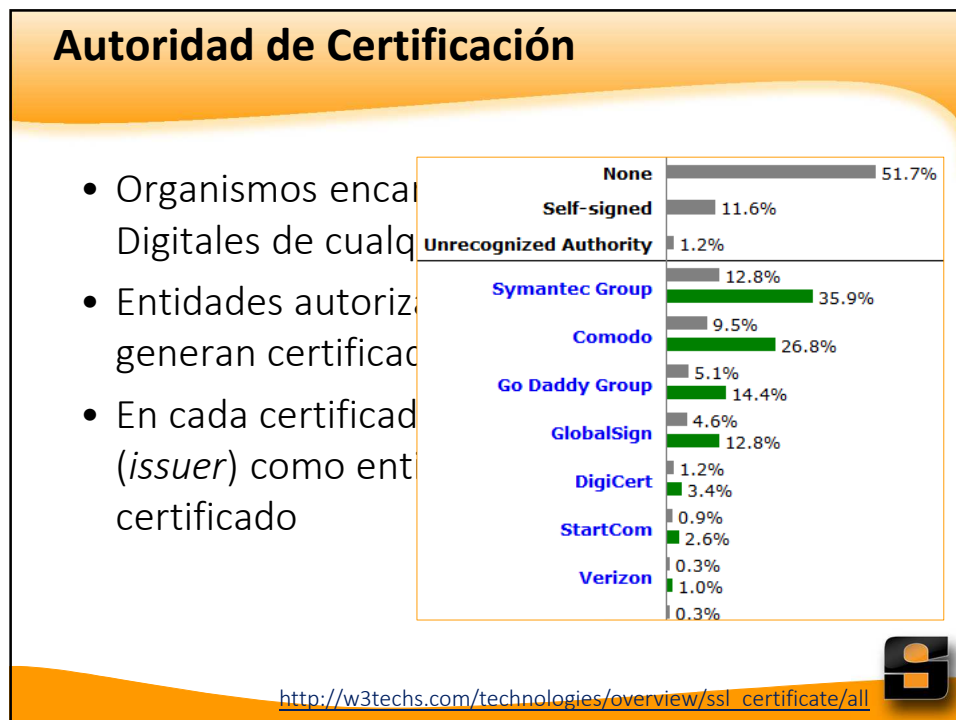 Autoridad de Certificación
• Organismos encar
Digitales de cualq
• Entidades autoriza
generan certificad
• En cada certificad
(issuer) como enti
certificado
None 51.7%
Self-signed 11.6%
Unrecognized Authority 1.2%
Symantec Group 12.8%
35.9%
Comodo 9.5%
26.8%
Go Daddy Group 5.1%
14.4%
GlobalSign 4.6%
12.8%
DigiCert 1.2%
3.4%
StartCom 0.9%
2.6%
Verizon 0.3%
1.0%
0.3%
http://w3techs.com/technologies/overview/ssl_certificate/all